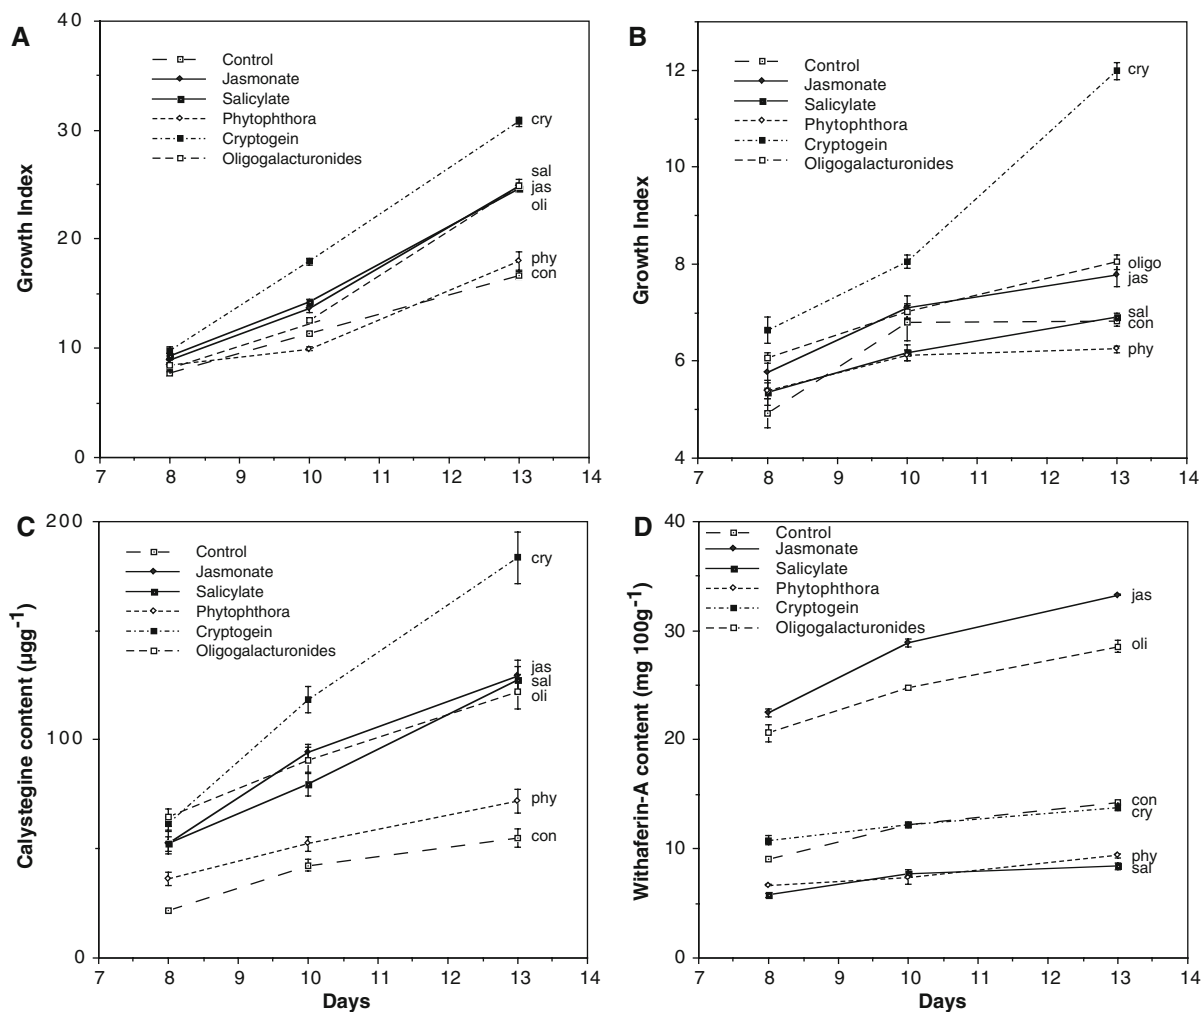 A
Growth Index
40
30
20
10
0
7 8 9 10 11 12 13 14
Control
Jasmonate
Salicylate
Phytophthora
Cryptogein
Oligogalacturonides
cry
sal
jas
oli
phy
con
B
Growth Index
12
10
8
6
4
7 8 9 10 11 12 13 14
Control
Jasmonate
Salicylate
Phytophthora
Cryptogein
Oligogalacturonides
cry
oligo
jas
sal
con
phy
C
Calystegine content (µgg-1)
200
100
0
7 8 9 10 11 12 13 14
Days
Control
Jasmonate
Salicylate
Phytophthora
Cryptogein
Oligogalacturonides
cry
jas
sal
oli
phy
con
D
Withaferin-A content (mg 100g-1)
40
30
20
10
0
7 8 9 10 11 12 13 14
Days
Control
Jasmonate
Salicylate
Phytophthora
Cryptogein
Oligogalacturonides
jas
oli
con
cry
phy
sal